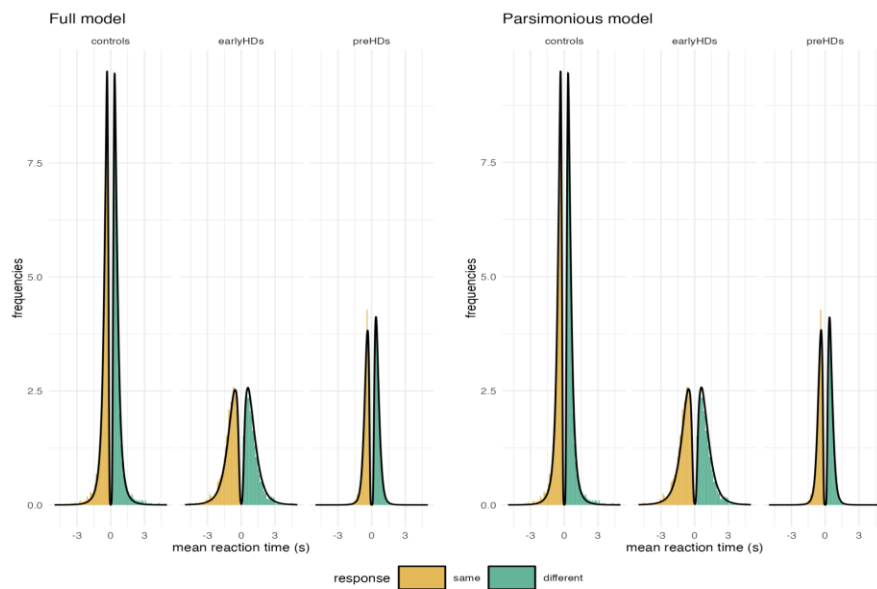 Full model
controls earlyHDs preHDs
7.5
5.0
2.5
0.0
frequencies
-3 0 3 -3 0 3 -3 0 3
mean reaction time (s)
Parsimonious model
controls earlyHDs preHDs
7.5
5.0
2.5
0.0
frequencies
-3 0 3 -3 0 3 -3 0 3
mean reaction time (s)
response same different